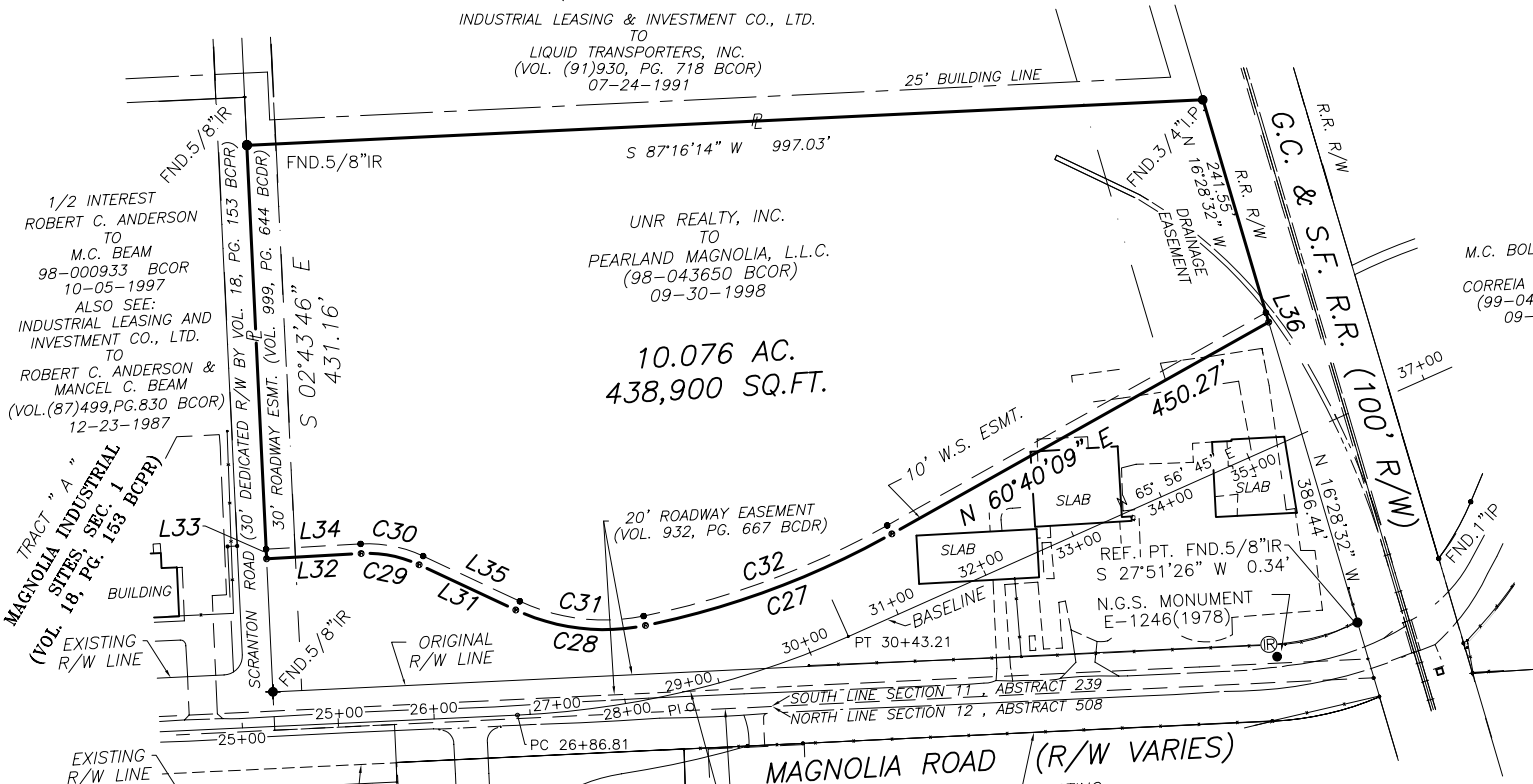 INDUSTRIAL LEASING & INVESTMENT CO., LTD.
TO
LIQUID TRANSPORTERS, INC.
(VOL. (91)930, PG. 718 BCOR)
07-24-1991
25' BUILDING LINE
FND.5/8"IR
FND.5/8"IR
S 87°16'14" W 997.03'
FND.3/4"I.P.
N 16°28'32" W
241.55'
R.R. R/W
R.R. R/W
G.C. & S.F. R.R. (100' R/W)
DRAINAGE
EASEMENT
1/2 INTEREST
ROBERT C. ANDERSON
TO
M.C. BEAM
98-000933 BCOR
10-05-1997
ALSO SEE:
INDUSTRIAL LEASING AND
INVESTMENT CO., LTD.
TO
ROBERT C. ANDERSON &
MANCEL C. BEAM
(VOL.(87)499,PG.830 BCOR)
12-23-1987
SCRANTON ROAD (30' DEDICATED R/W BY VOL. 18, PG. 153 BCPR)
30' ROADWAY ESMT. (VOL. 999, PG. 644 BCDR)
S 02°43'46" E
431.16'
UNR REALTY, INC.
TO
PEARLAND MAGNOLIA, L.L.C.
(98-043650 BCOR)
09-30-1998
10.076 AC.
438,900 SQ.FT.
M.C. BOL
CORREIA
(99-04
09-
L36
37+00
TRACT "A"
MAGNOLIA INDUSTRIAL
SITES, SEC. 1
(VOL. 18, PG. 153 BCPR)
BUILDING
L33
L34
C30
L32
C29
L35
L31
C31
C28
C32
C27
10' W.S. ESMT.
N 60°40'09" E
450.27'
20' ROADWAY EASEMENT
(VOL. 932, PG. 667 BCDR)
SLAB
SLAB
SLAB
N 65° 56' 45" E
35+00
34+00
33+00
32+00
31+00
30+00
BASELINE
PT 30+43.21
N 16°28'32" W
386.44'
FND.1"IP
REF. PT. FND.5/8"IR
S 27°51'26" W 0.34'
N.G.S. MONUMENT
E-1246(1978)
IR
EXISTING
R/W LINE
FND.5/8"IR
ORIGINAL
R/W LINE
29+00
28+00
27+00
26+00
25+00
25+00
PI
PC 26+86.81
SOUTH LINE SECTION 11 , ABSTRACT 239
NORTH LINE SECTION 12 , ABSTRACT 508
EXISTING
R/W LINE
MAGNOLIA ROAD (R/W VARIES)